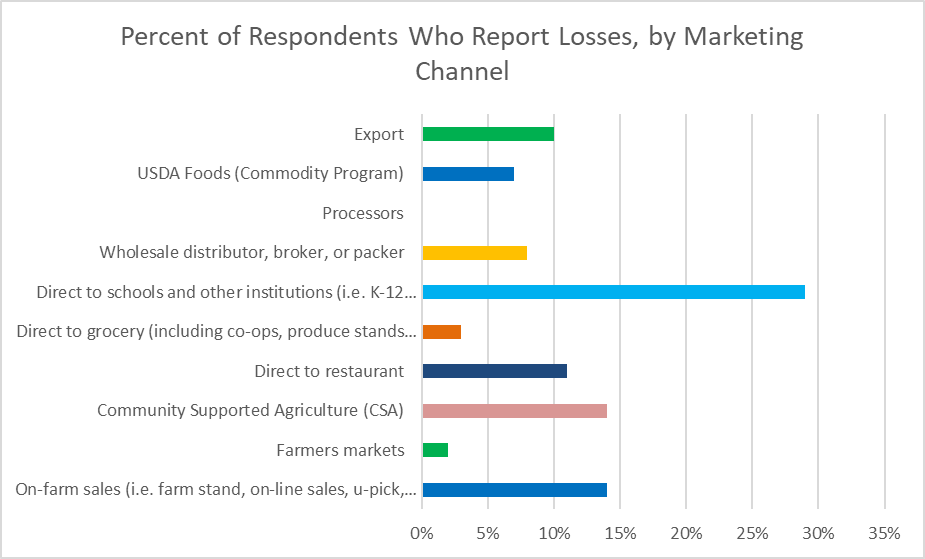 Percent of Respondents Who Report Losses, by Marketing
Channel
Export
USDA Foods (Commodity Program)
Processors
Wholesale distributor, broker, or packer
Direct to schools and other institutions (i.e. K-12...
Direct to grocery (including co-ops, produce stands...
Direct to restaurant
Community Supported Agriculture (CSA)
Farmers markets
On-farm sales (i.e. farm stand, on-line sales, u-pick,...
0% 5% 10% 15% 20% 25% 30% 35%